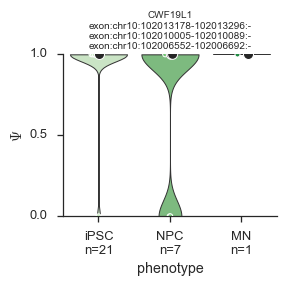 CWF19L1
exon:chr10:102013178-102013296:-
exon:chr10:102010005-102010089:-
exon:chr10:102006552-102006692:-
1.0
0.5
0.0
Ψ
iPSC NPC MN
n=21 n=7 n=1
phenotype